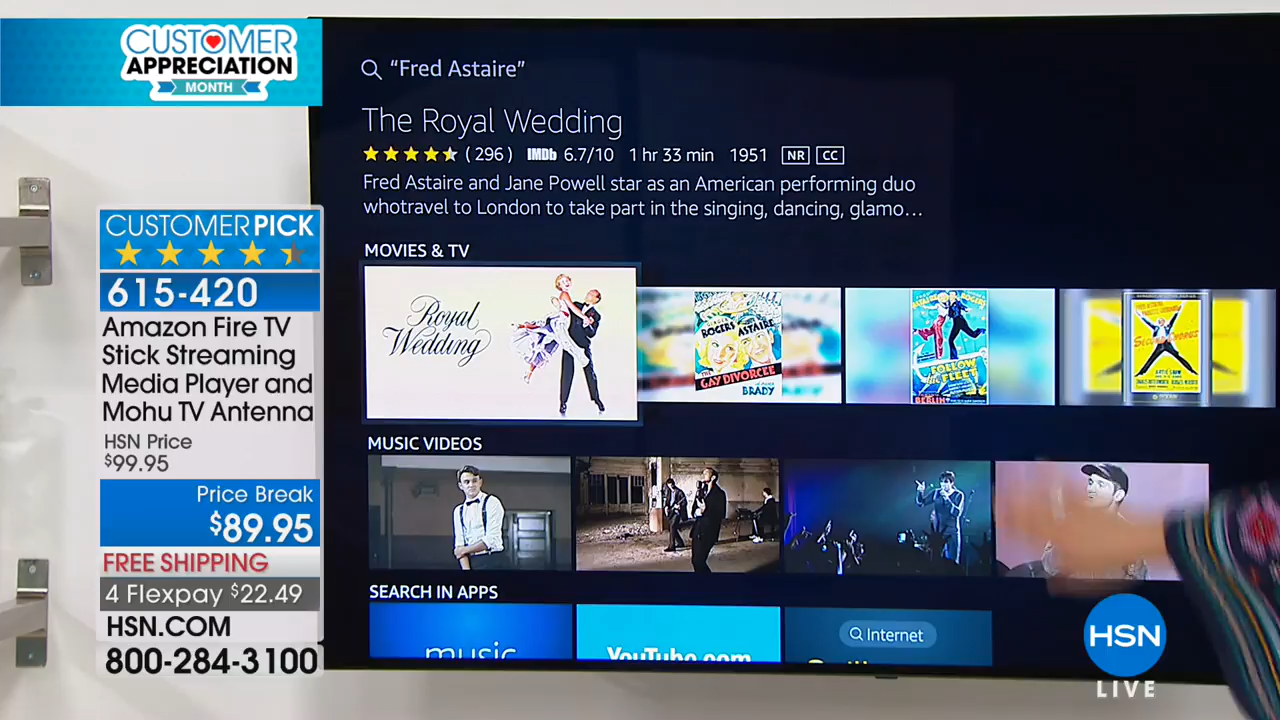 CUSTOMER
APPRECIATION
MONTH
CUSTOMER PICK
615-420
Amazon Fire TV
Stick Streaming
Media Player and
Mohu TV Antenna
HSN Price
$99.95
Price Break
$89.95
FREE SHIPPING
4 Flexpay $22.49
HSN.COM
800-284-3100
"Fred Astaire"
The Royal Wedding
(296) IMDb 6.7/10 1 hr 33 min 1951 NR CC
Fred Astaire and Jane Powell star as an American performing duo
whotravel to London to take part in the singing, dancing, glamo...
MOVIES & TV
Royal
Wedding
ROGERS ASTAIRE
THE GAY DIVORCEE
BRADY
FOLLOW
THE FLEET
BERLIN
MUSIC VIDEOS
SEARCH IN APPS
music
YouTube.com
Internet
HSN
LIVE